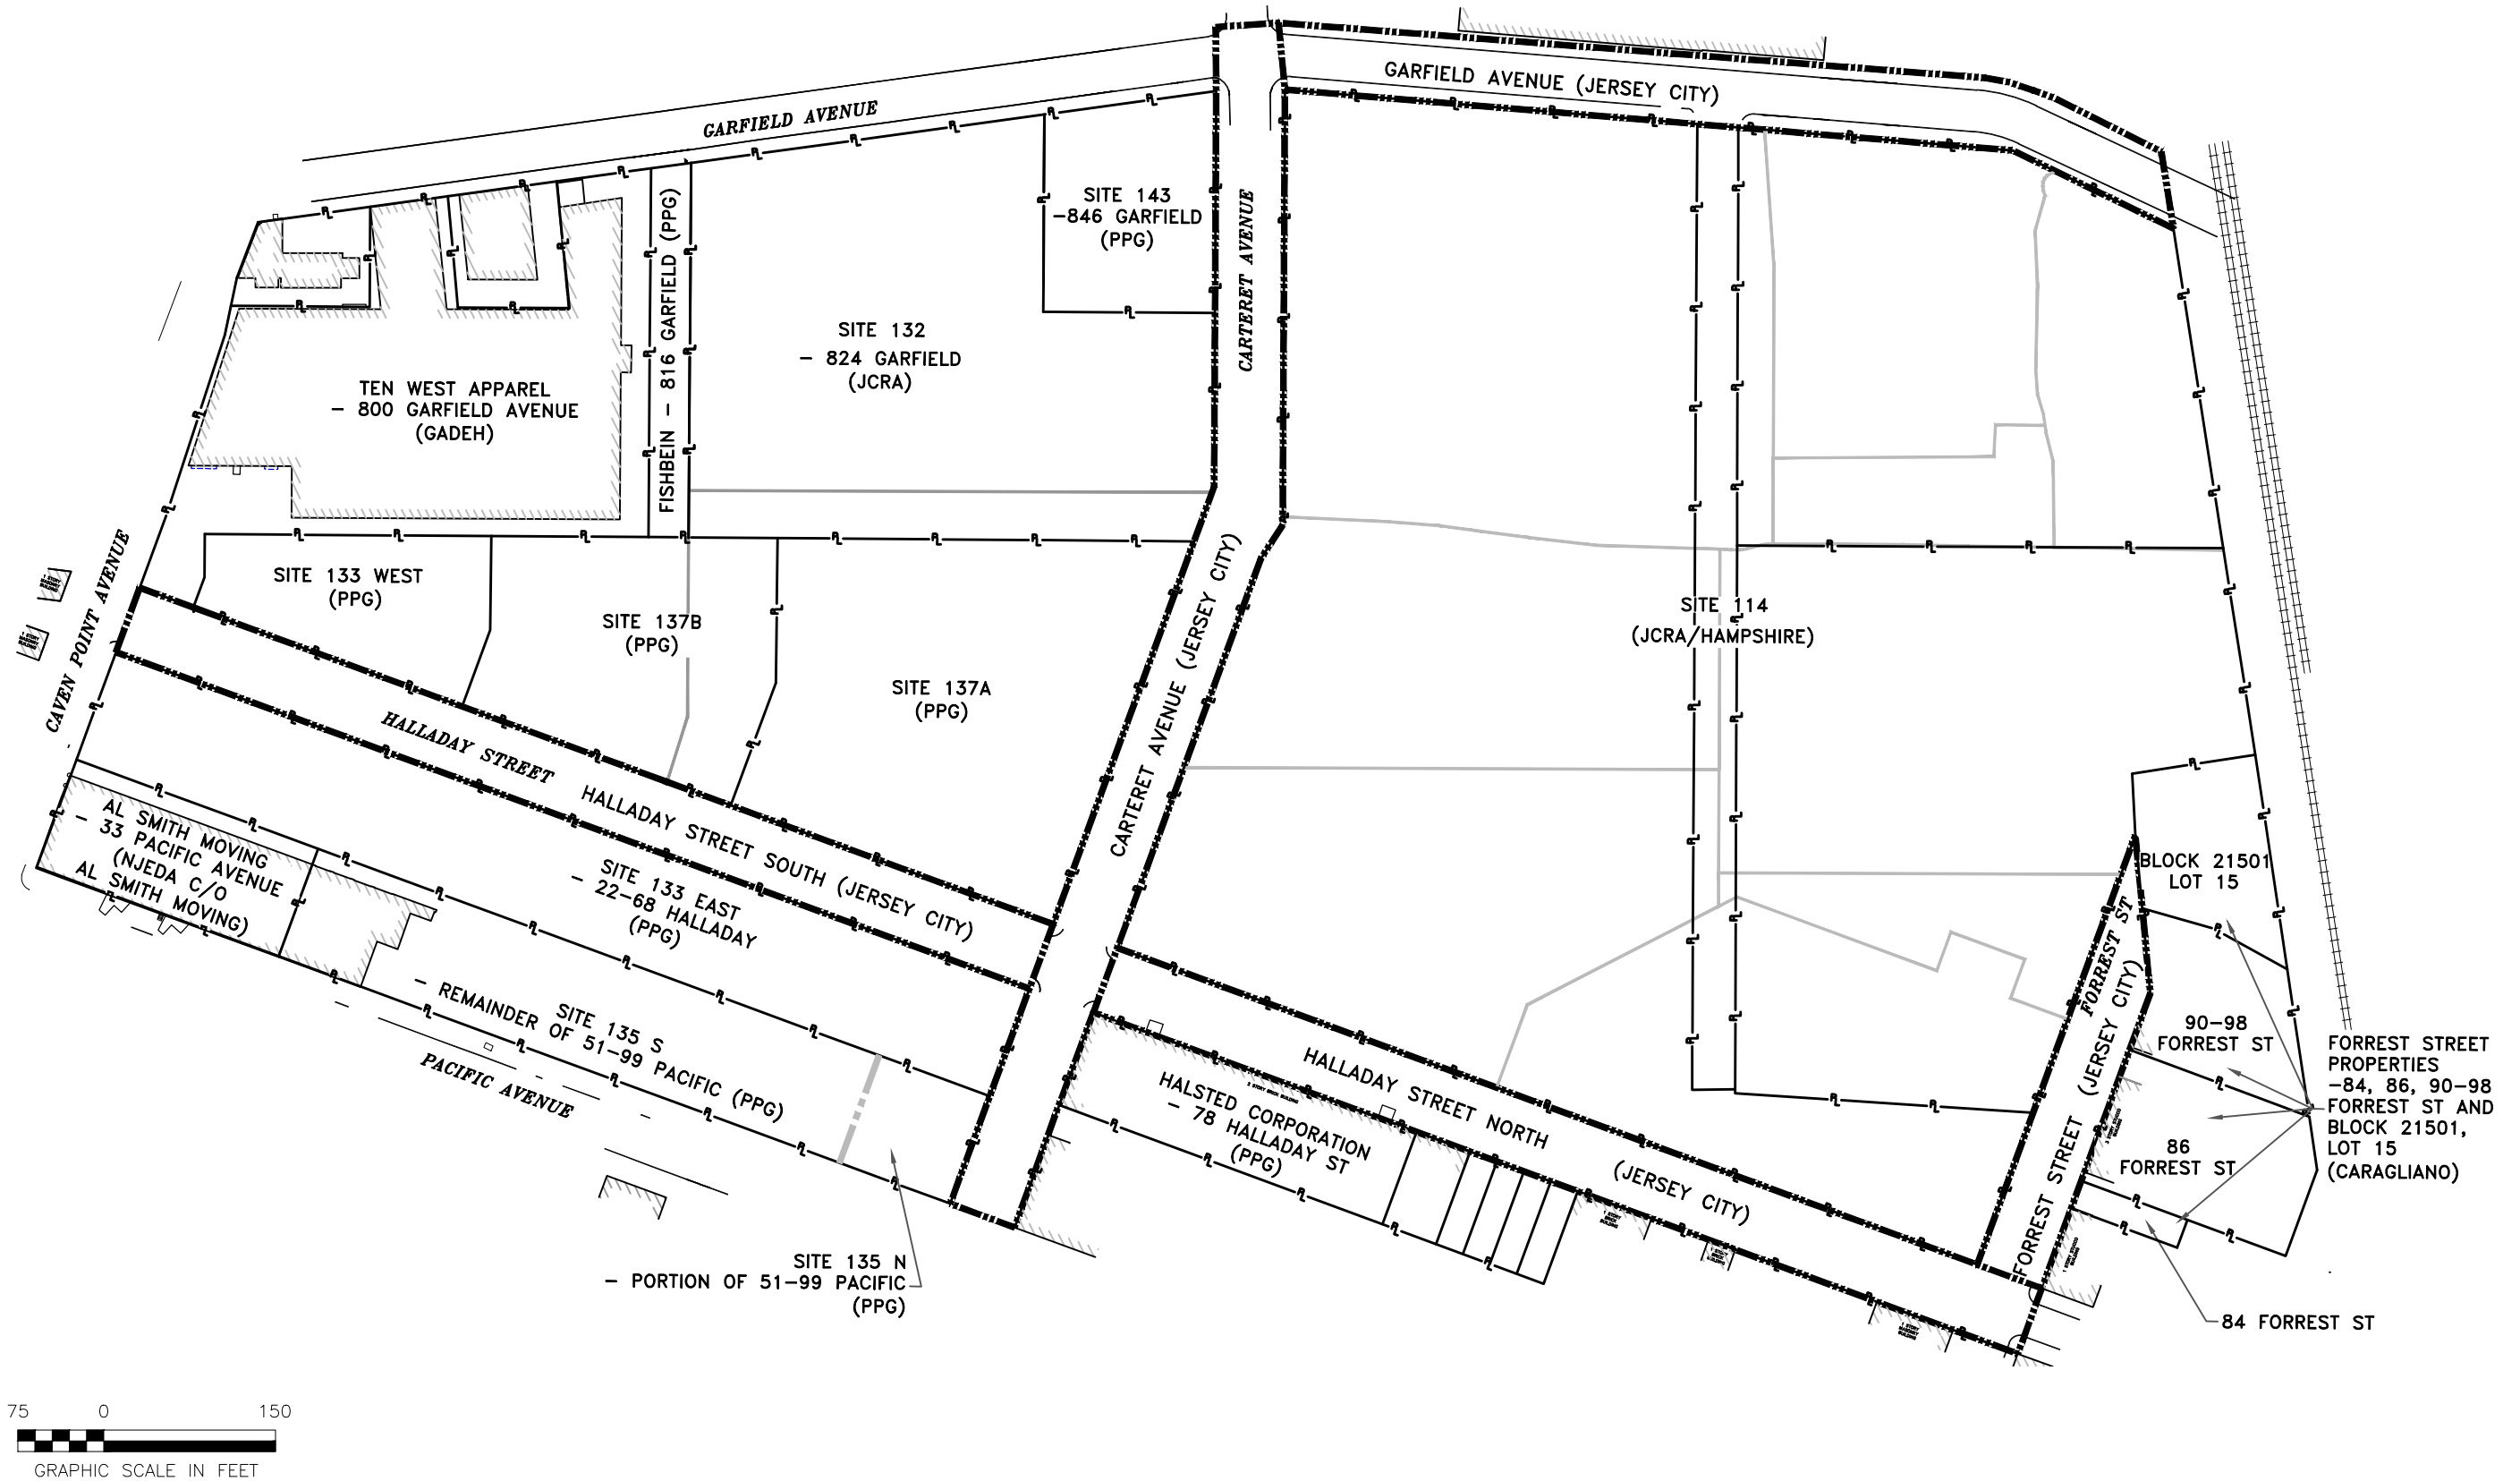 GARFIELD AVENUE (JERSEY CITY)
GARFIELD AVENUE
SITE 143
-846 GARFIELD
(PPG)
CARTERET AVENUE
FISHBEIN - 816 GARFIELD (PPG)
SITE 132
- 824 GARFIELD
(JCRA)
TEN WEST APPAREL
- 800 GARFIELD AVENUE
(GADEH)
CAVEN POINT AVENUE
SITE 133 WEST
(PPG)
SITE 137B
(PPG)
SITE 137A
(PPG)
CARTERET AVENUE (JERSEY CITY)
SITE 114
(JCRA/HAMPSHIRE)
HALLADAY STREET
HALLADAY STREET SOUTH (JERSEY CITY)
AL SMITH MOVING
- 33 PACIFIC AVENUE
(NJEDA C/O
AL SMITH MOVING)
SITE 133 EAST
- 22-68 HALLADAY
(PPG)
SITE 135 S
- REMAINDER OF 51-99 PACIFIC (PPG)
PACIFIC AVENUE
SITE 135 N
- PORTION OF 51-99 PACIFIC
(PPG)
HALSTED CORPORATION
- 78 HALLADAY ST
(PPG)
HALLADAY STREET NORTH
(JERSEY CITY)
FORREST ST
FORREST STREET (JERSEY CITY)
BLOCK 21501
LOT 15
90-98
FORREST ST
86
FORREST ST
FORREST STREET
PROPERTIES
-84, 86, 90-98
FORREST ST AND
BLOCK 21501,
LOT 15
(CARAGLIANO)
84 FORREST ST
75 0 150
GRAPHIC SCALE IN FEET